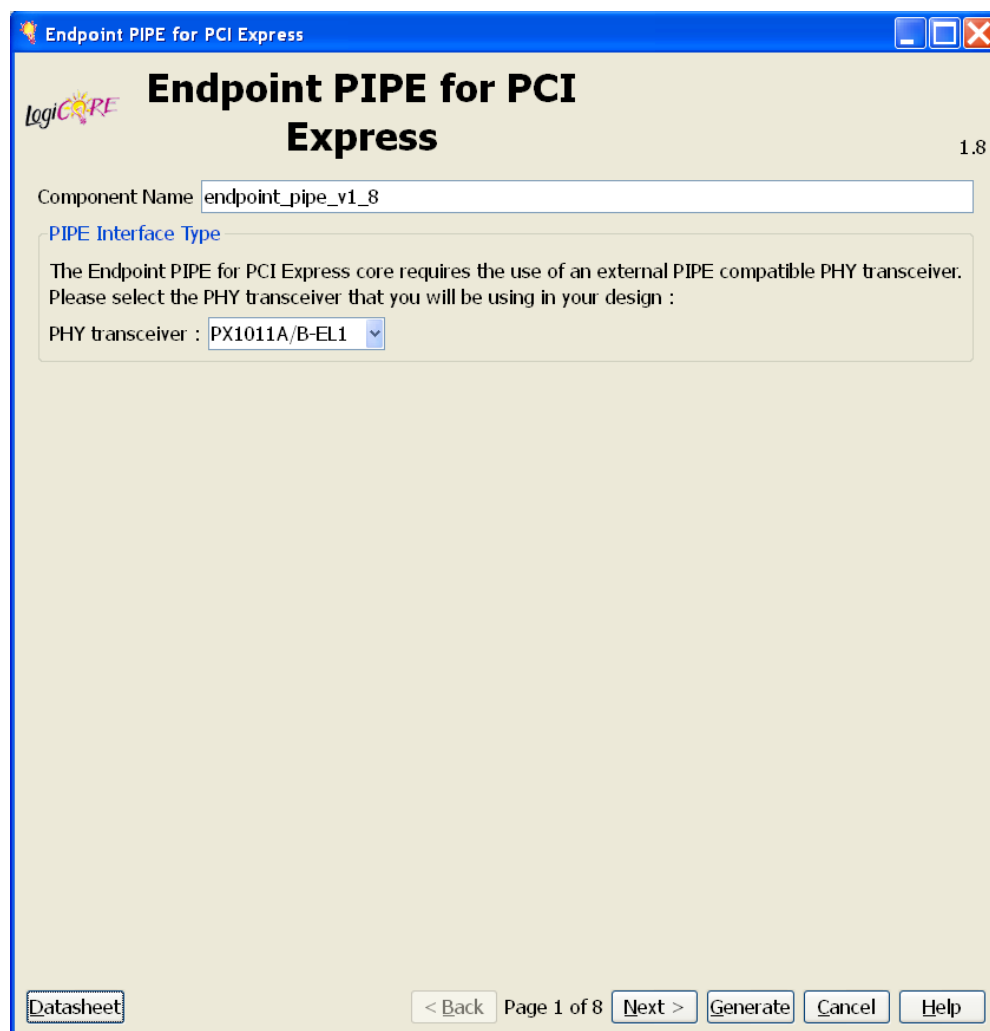 Endpoint PIPE for PCI Express
LogiCORE
Endpoint PIPE for PCI
Express
1.8
Component Name endpoint_pipe_v1_8
PIPE Interface Type
The Endpoint PIPE for PCI Express core requires the use of an external PIPE compatible PHY transceiver.
Please select the PHY transceiver that you will be using in your design :
PHY transceiver : PX1011A/B-EL1
Datasheet < Back Page 1 of 8 Next > Generate Cancel Help